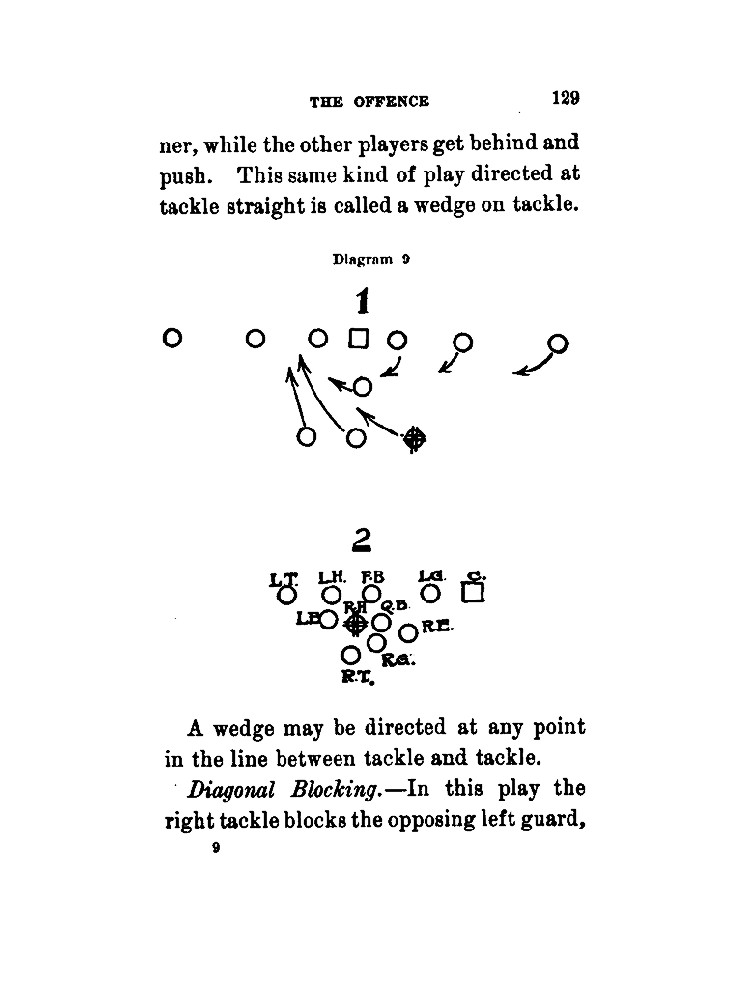 THE OFFENCE 129
ner, while the other players get behind and
push. This same kind of play directed at
tackle straight is called a wedge on tackle.
Diagram 9
1
2
L.T. L.H. F.B L.G. C.
R.H Q.B.
L.E R.E.
R.G.
R.T.
A wedge may be directed at any point
in the line between tackle and tackle.
Diagonal Blocking.—In this play the
right tackle blocks the opposing left guard,
9